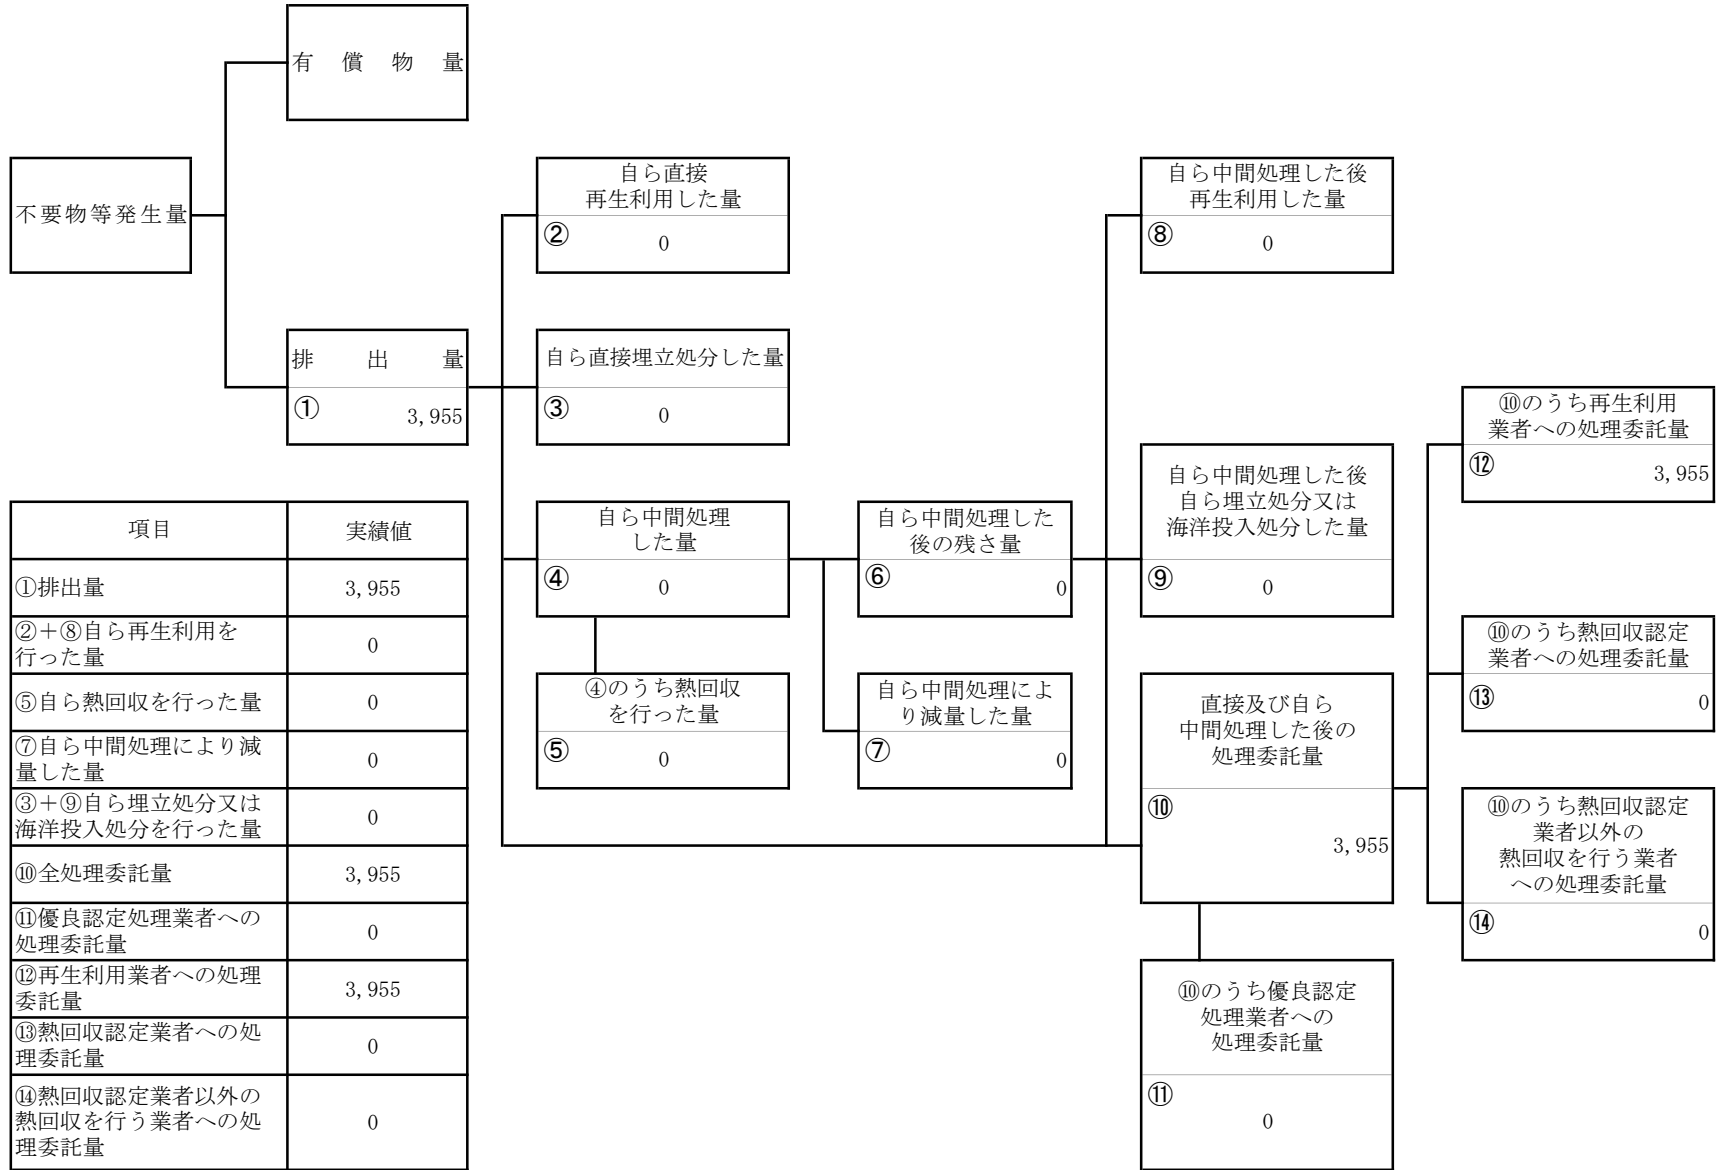 有償物量
不要物等発生量
自ら直接
再生利用した量
② 0
自ら中間処理した後
再生利用した量
⑧ 0
排出量
① 3,955
自ら直接埋立処分した量
③ 0
⑩のうち再生利用
業者への処理委託量
⑫ 3,955
自ら中間処理
した量
④ 0
自ら中間処理した
後の残さ量
⑥ 0
自ら中間処理した後
自ら埋立処分又は
海洋投入処分した量
⑨ 0
⑩のうち熱回収認定
業者への処理委託量
⑬ 0
④のうち熱回収
を行った量
⑤ 0
自ら中間処理によ
り減量した量
⑦ 0
直接及び自ら
中間処理した後の
処理委託量
⑩
3,955
⑩のうち熱回収認定
業者以外の
熱回収を行う業者
への処理委託量
⑭ 0
⑩のうち優良認定
処理業者への
処理委託量
⑪
0
項目 実績値
①排出量 3,955
②＋⑧自ら再生利用を
行った量 0
⑤自ら熱回収を行った量 0
⑦自ら中間処理により減
量した量 0
③＋⑨自ら埋立処分又は
海洋投入処分を行った量 0
⑩全処理委託量 3,955
⑪優良認定処理業者への
処理委託量 0
⑫再生利用業者への処理
委託量 3,955
⑬熱回収認定業者への処
理委託量 0
⑭熱回収認定業者以外の
熱回収を行う業者への処
理委託量 0